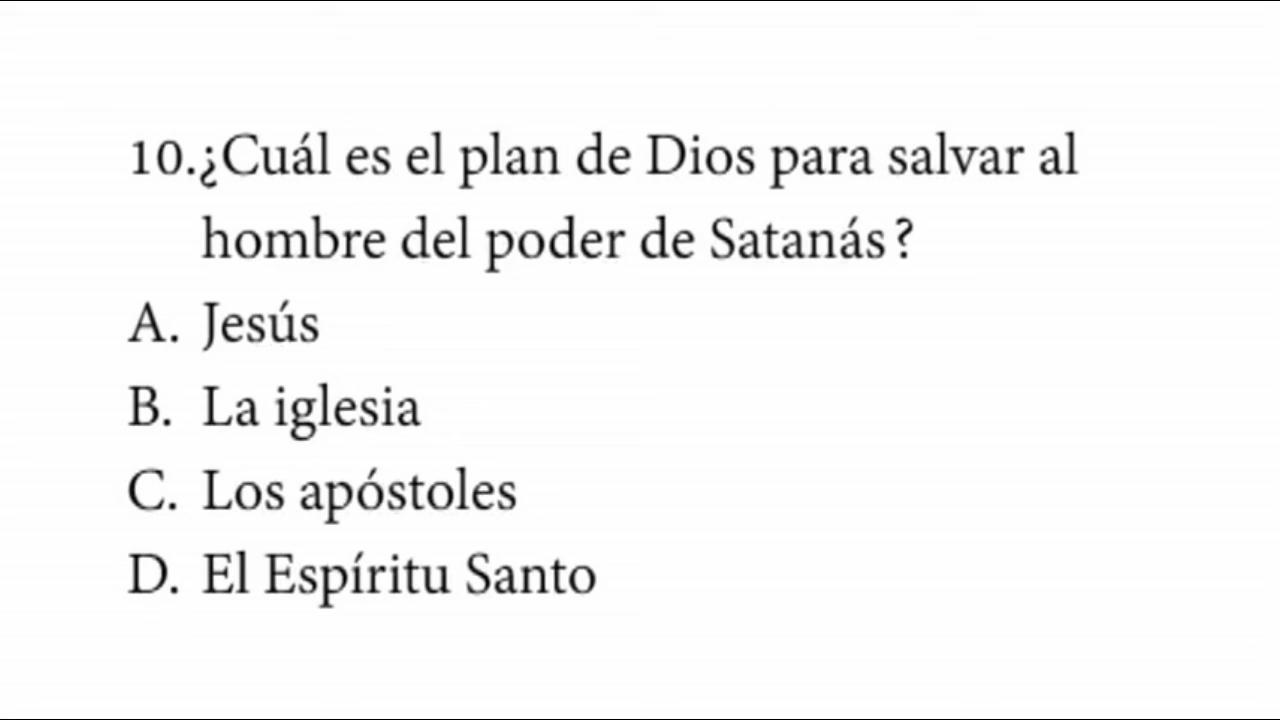 10.¿Cuál es el plan de Dios para salvar al
hombre del poder de Satanás?
A. Jesús
B. La iglesia
C. Los apóstoles
D. El Espíritu Santo